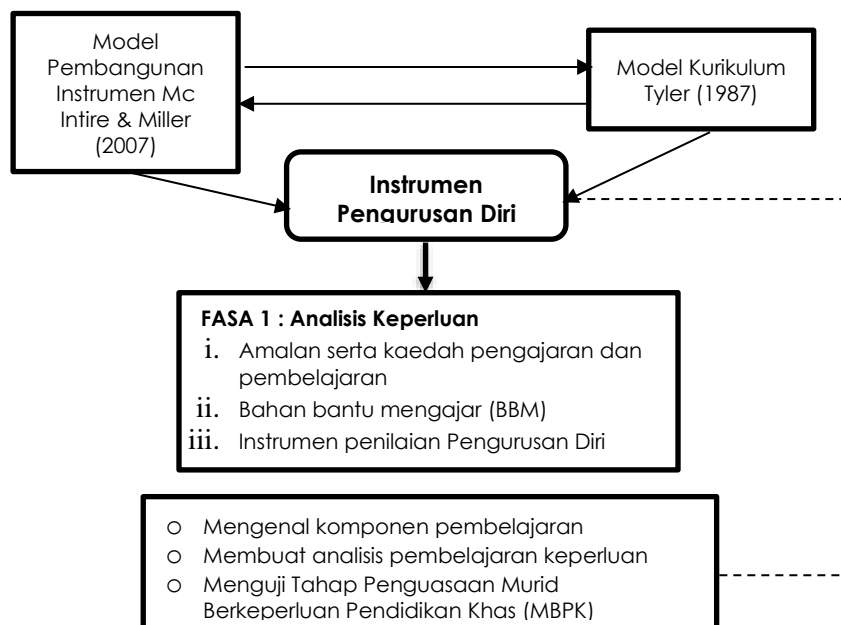 Model
Pembangunan
Instrumen Mc
Intire & Miller
(2007)
Model Kurikulum
Tyler (1987)
Instrumen
Pengurusan Diri
FASA 1 : Analisis Keperluan
i. Amalan serta kaedah pengajaran dan
pembelajaran
ii. Bahan bantu mengajar (BBM)
iii. Instrumen penilaian Pengurusan Diri
o Mengenal komponen pembelajaran
o Membuat analisis pembelajaran keperluan
o Menguji Tahap Penguasaan Murid
Berkeperluan Pendidikan Khas (MBPK)